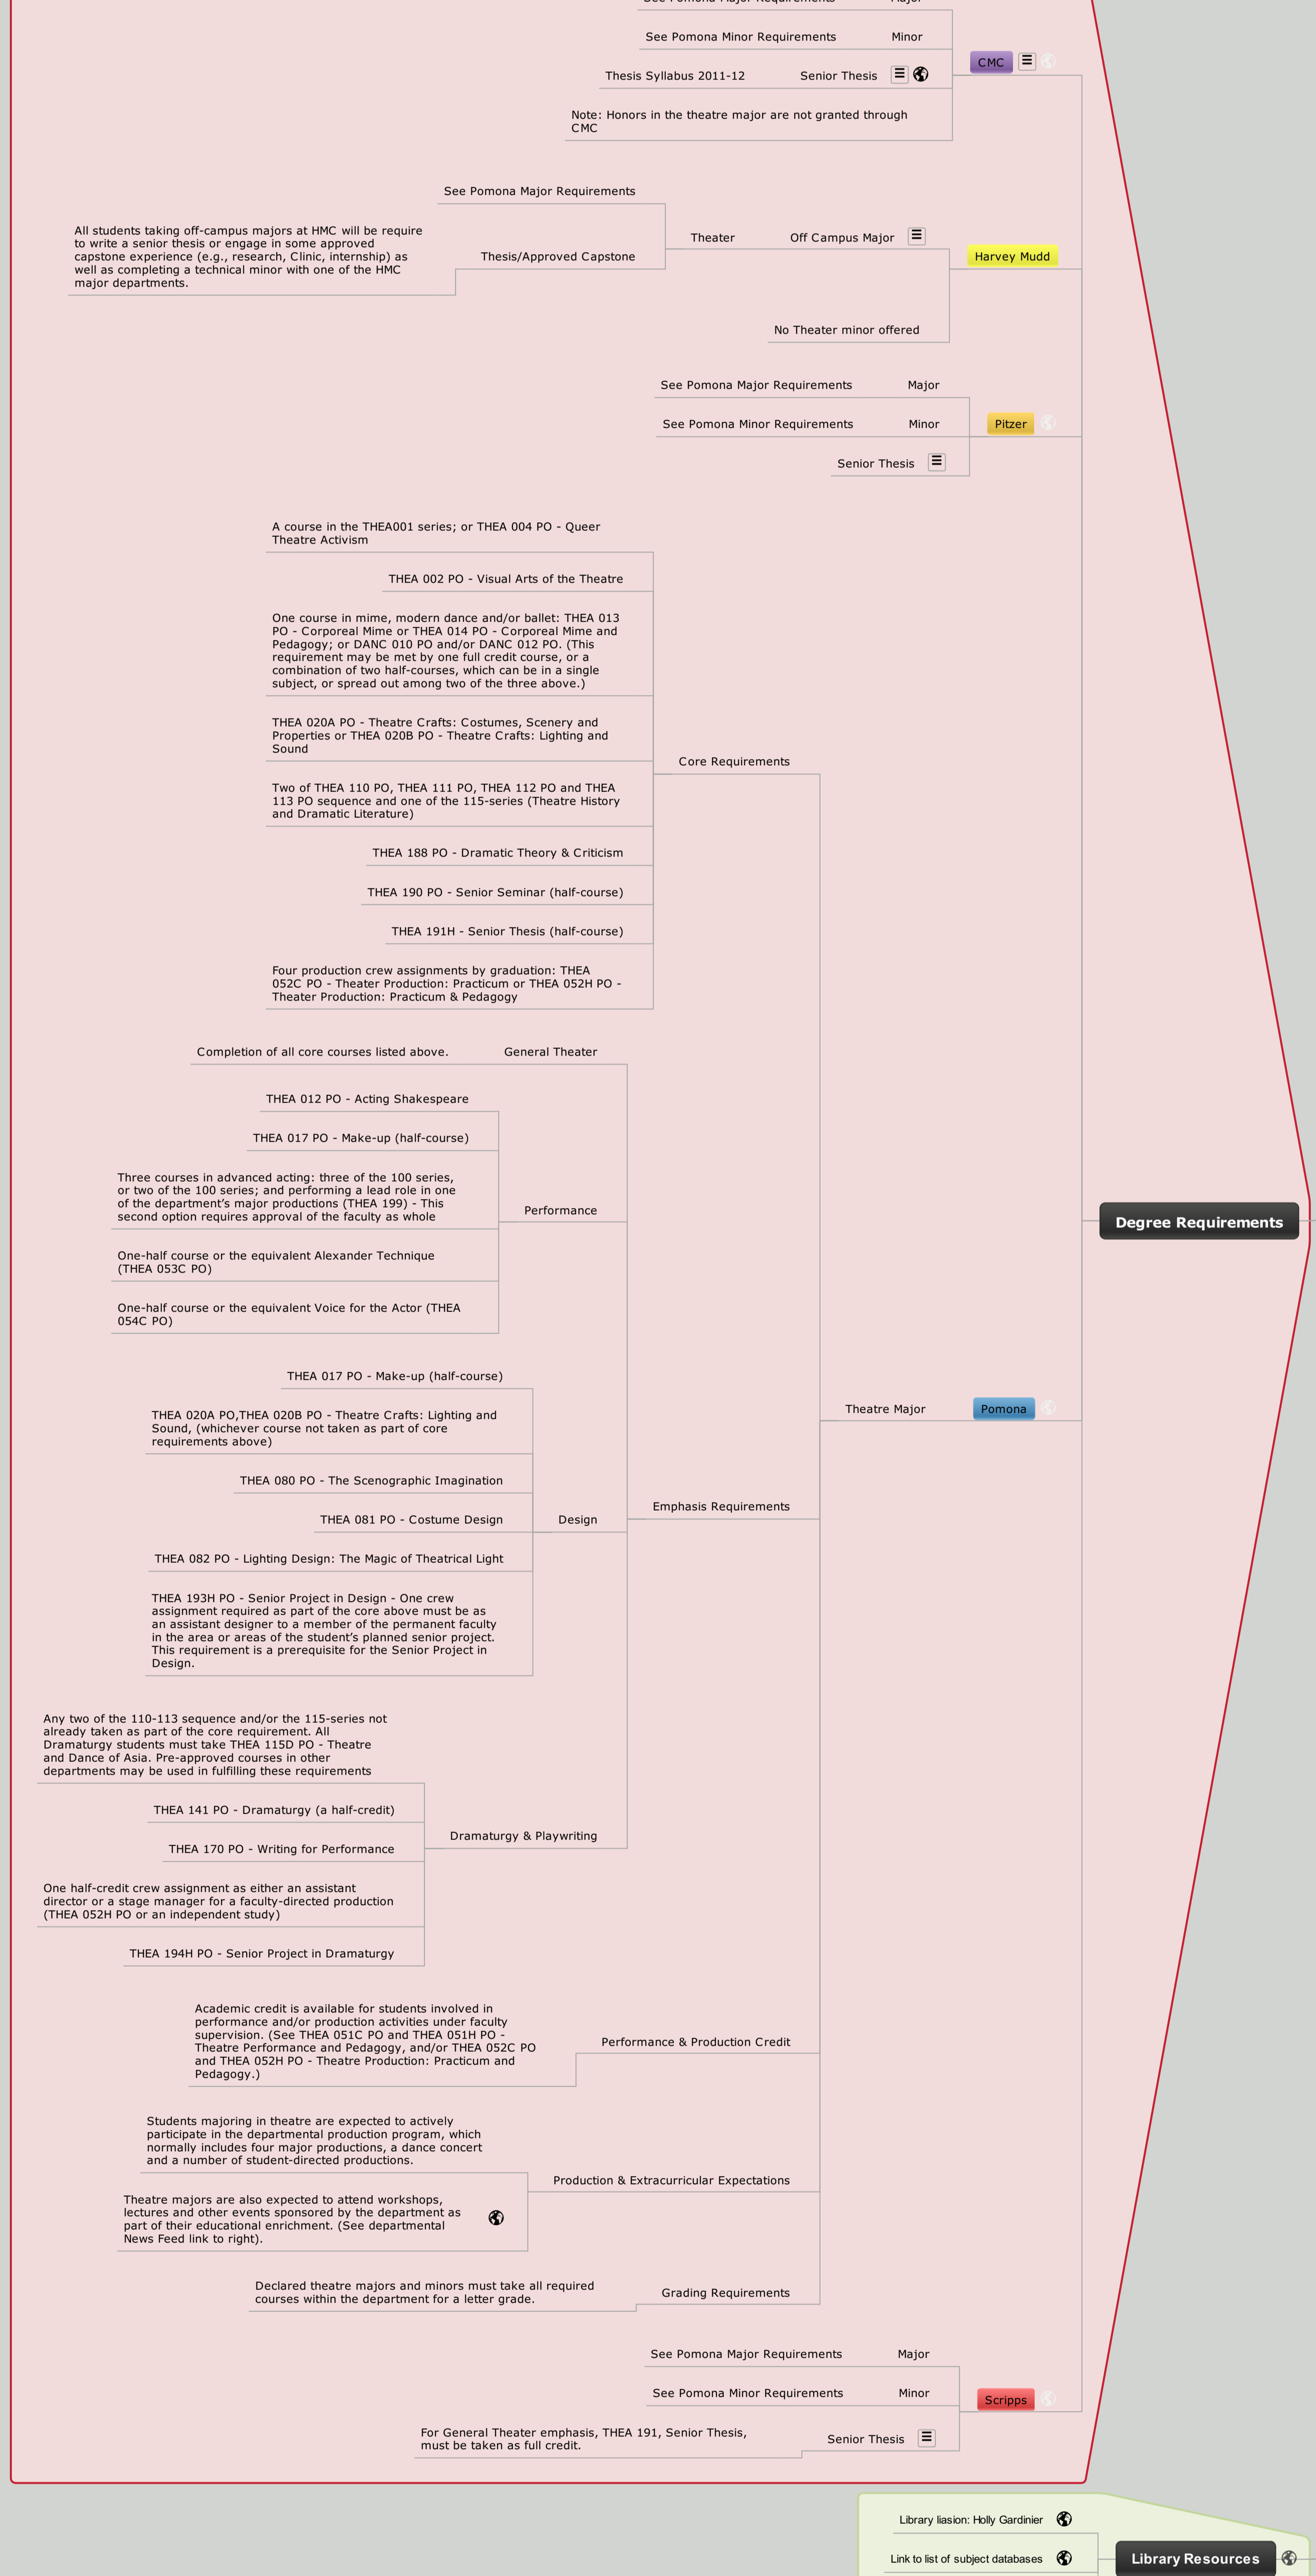 See Pomona Major Requirements Major
See Pomona Minor Requirements Minor
CMC
Thesis Syllabus 2011-12 Senior Thesis
Note: Honors in the theatre major are not granted through
CMC
See Pomona Major Requirements
All students taking off-campus majors at HMC will be require
to write a senior thesis or engage in some approved
capstone experience (e.g., research, Clinic, internship) as
well as completing a technical minor with one of the HMC
major departments.
Thesis/Approved Capstone
Theater
Off Campus Major
Harvey Mudd
No Theater minor offered
See Pomona Major Requirements Major
See Pomona Minor Requirements Minor
Pitzer
Senior Thesis
A course in the THEA001 series; or THEA 004 PO - Queer
Theatre Activism
THEA 002 PO - Visual Arts of the Theatre
One course in mime, modern dance and/or ballet: THEA 013
PO - Corporeal Mime or THEA 014 PO - Corporeal Mime and
Pedagogy; or DANC 010 PO and/or DANC 012 PO. (This
requirement may be met by one full credit course, or a
combination of two half-courses, which can be in a single
subject, or spread out among two of the three above.)
THEA 020A PO - Theatre Crafts: Costumes, Scenery and
Properties or THEA 020B PO - Theatre Crafts: Lighting and
Sound
Core Requirements
Two of THEA 110 PO, THEA 111 PO, THEA 112 PO and THEA
113 PO sequence and one of the 115-series (Theatre History
and Dramatic Literature)
THEA 188 PO - Dramatic Theory & Criticism
THEA 190 PO - Senior Seminar (half-course)
THEA 191H - Senior Thesis (half-course)
Four production crew assignments by graduation: THEA
052C PO - Theater Production: Practicum or THEA 052H PO -
Theater Production: Practicum & Pedagogy
Completion of all core courses listed above. General Theater
THEA 012 PO - Acting Shakespeare
THEA 017 PO - Make-up (half-course)
Three courses in advanced acting: three of the 100 series,
or two of the 100 series; and performing a lead role in one
of the department's major productions (THEA 199) - This
second option requires approval of the faculty as whole
Performance
Degree Requirements
One-half course or the equivalent Alexander Technique
(THEA 053C PO)
One-half course or the equivalent Voice for the Actor (THEA
054C PO)
THEA 017 PO - Make-up (half-course)
THEA 020A PO,THEA 020B PO - Theatre Crafts: Lighting and
Sound, (whichever course not taken as part of core
requirements above)
Theatre Major
Pomona
THEA 080 PO - The Scenographic Imagination
Emphasis Requirements
THEA 081 PO - Costume Design
Design
THEA 082 PO - Lighting Design: The Magic of Theatrical Light
THEA 193H PO - Senior Project in Design - One crew
assignment required as part of the core above must be as
an assistant designer to a member of the permanent faculty
in the area or areas of the student's planned senior project.
This requirement is a prerequisite for the Senior Project in
Design.
Any two of the 110-113 sequence and/or the 115-series not
already taken as part of the core requirement. All
Dramaturgy students must take THEA 115D PO - Theatre
and Dance of Asia. Pre-approved courses in other
departments may be used in fulfilling these requirements
THEA 141 PO - Dramaturgy (a half-credit)
Dramaturgy & Playwriting
THEA 170 PO - Writing for Performance
One half-credit crew assignment as either an assistant
director or a stage manager for a faculty-directed production
(THEA 052H PO or an independent study)
THEA 194H PO - Senior Project in Dramaturgy
Academic credit is available for students involved in
performance and/or production activities under faculty
supervision. (See THEA 051C PO and THEA 051H PO -
Theatre Performance and Pedagogy, and/or THEA 052C PO
and THEA 052H PO - Theatre Production: Practicum and
Pedagogy.)
Performance & Production Credit
Students majoring in theatre are expected to actively
participate in the departmental production program, which
normally includes four major productions, a dance concert
and a number of student-directed productions.
Production & Extracurricular Expectations
Theatre majors are also expected to attend workshops,
lectures and other events sponsored by the department as
part of their educational enrichment. (See departmental
News Feed link to right).
Declared theatre majors and minors must take all required
courses within the department for a letter grade.
Grading Requirements
See Pomona Major Requirements Major
See Pomona Minor Requirements Minor
Scripps
For General Theater emphasis, THEA 191, Senior Thesis,
must be taken as full credit.
Senior Thesis
Library liasion: Holly Gardinier
Link to list of subject databases
Library Resources